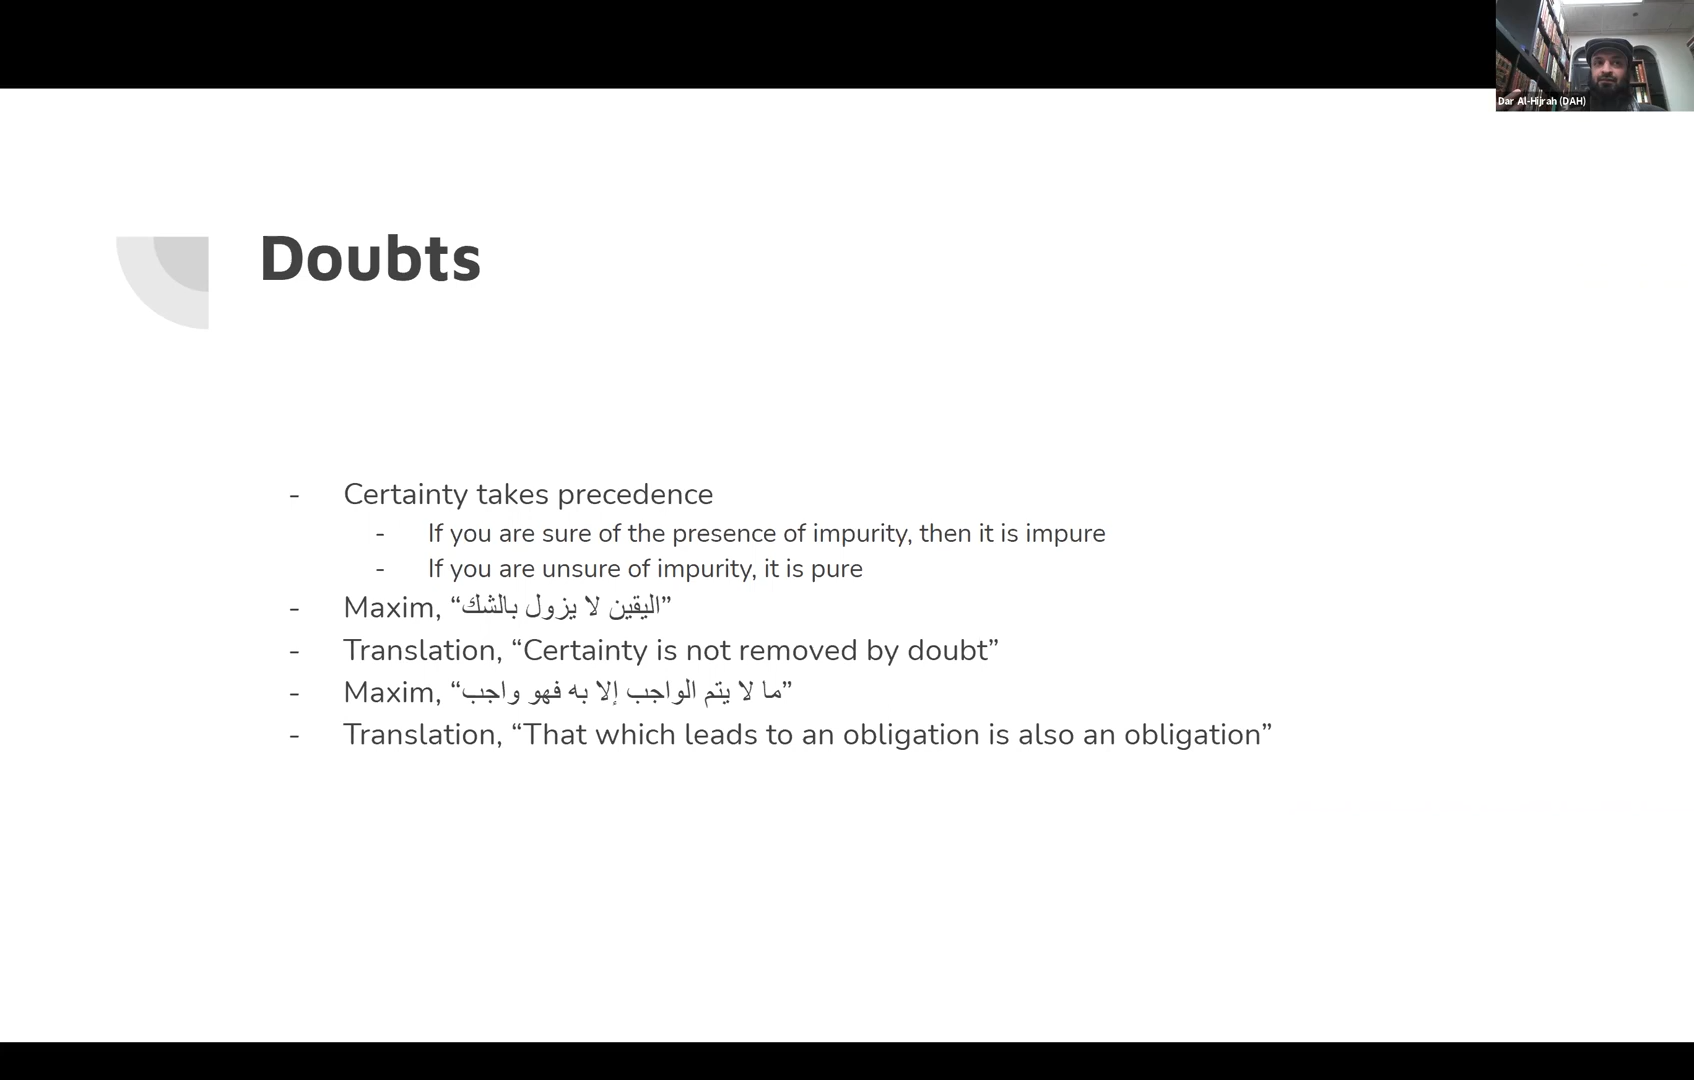 Dar Al-Hijrah (DAH)
Doubts
- Certainty takes precedence
- If you are sure of the presence of impurity, then it is impure
- If you are unsure of impurity, it is pure
- Maxim, “اليقين لا يزول بالشك”
- Translation, “Certainty is not removed by doubt”
- Maxim, “ما لا يتم الواجب إلا به فهو واجب”
- Translation, “That which leads to an obligation is also an obligation”